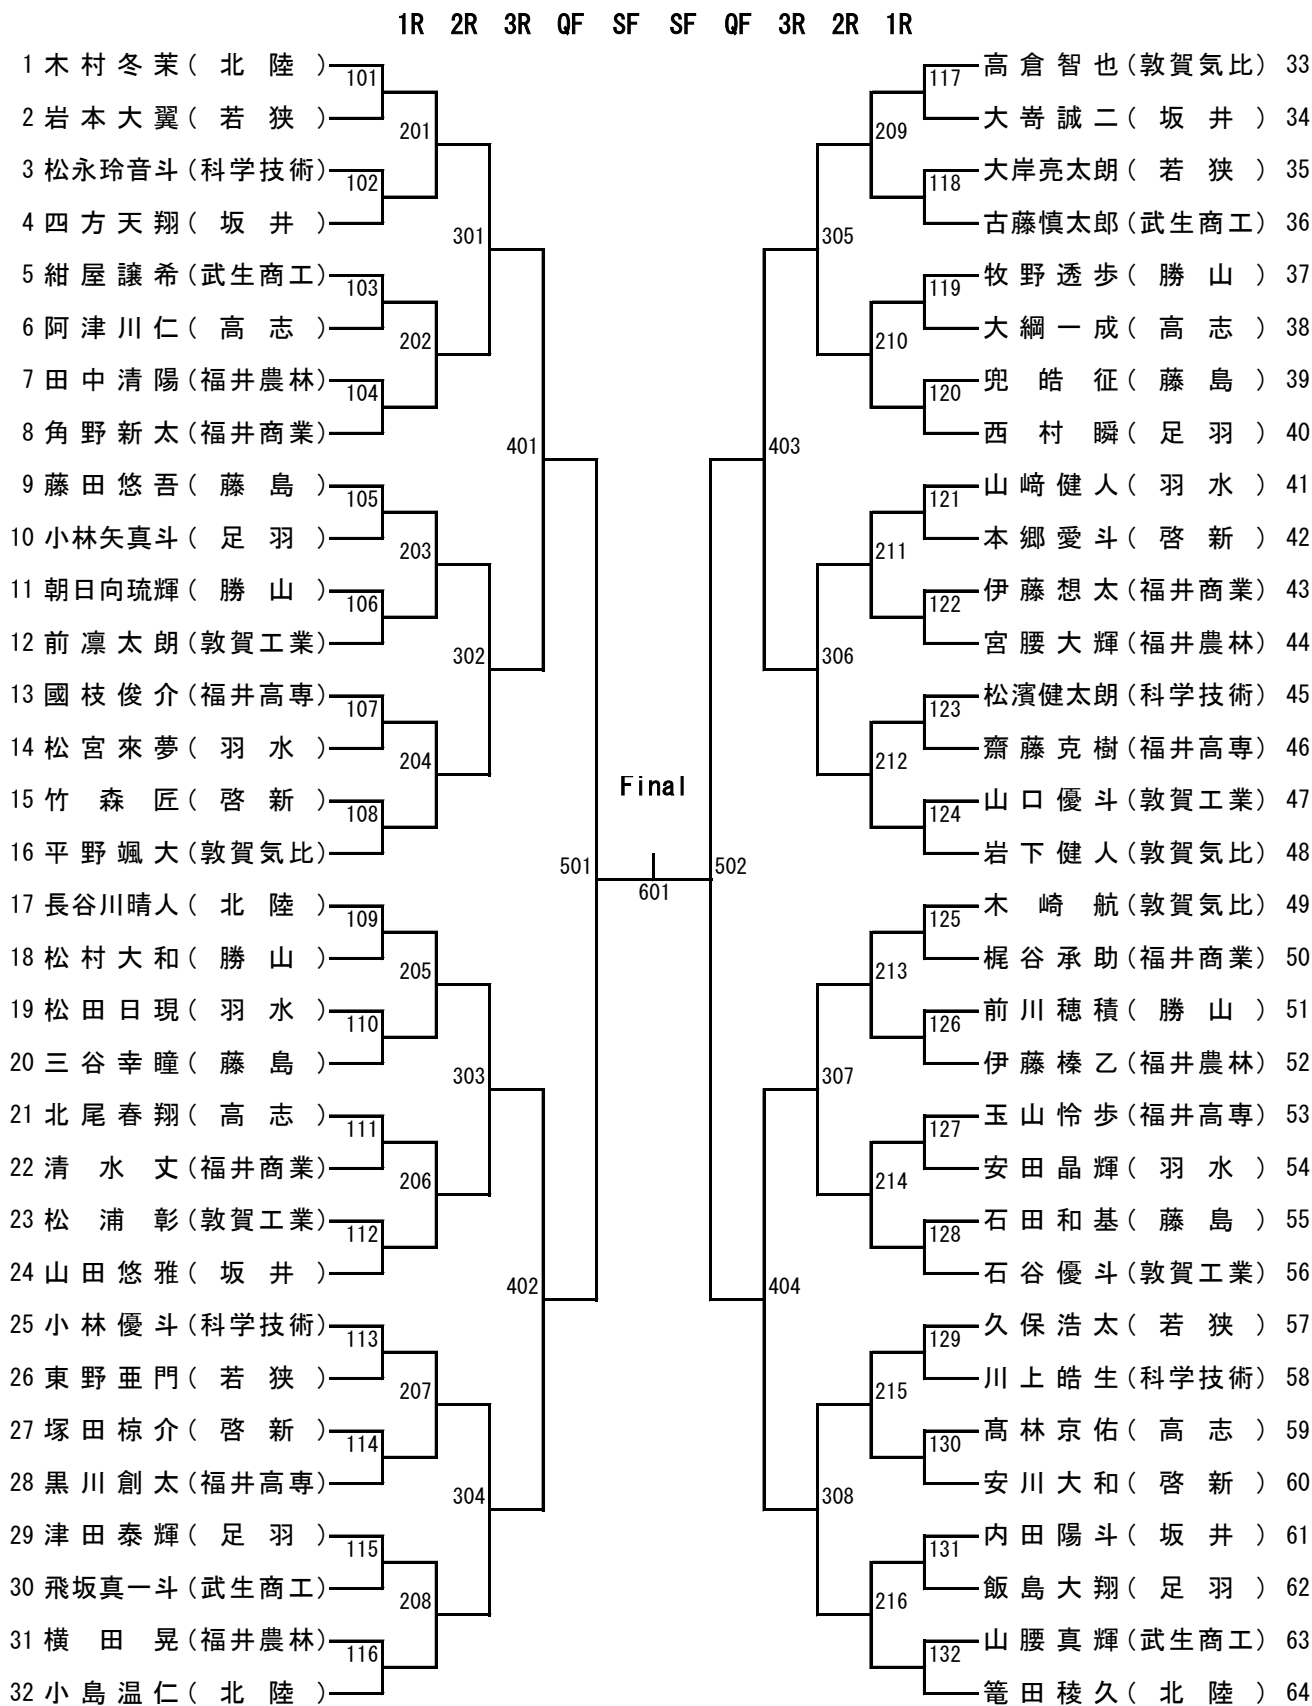 1R 2R 3R QF SF SF QF 3R 2R 1R
1 木村冬茉(北陸)
2 岩本大翼(若狭)
3 松永玲音斗(科学技術)
4 四方天翔(坂井)
5 紺屋譲希(武生商工)
6 阿津川仁(高志)
7 田中清陽(福井農林)
8 角野新太(福井商業)
9 藤田悠吾(藤島)
10 小林矢真斗(足羽)
11 朝日向琉輝(勝山)
12 前凛太朗(敦賀工業)
13 國枝俊介(福井高専)
14 松宮來夢(羽水)
15 竹森匠(啓新)
16 平野颯大(敦賀気比)
17 長谷川晴人(北陸)
18 松村大和(勝山)
19 松田日現(羽水)
20 三谷幸瞳(藤島)
21 北尾春翔(高志)
22 清水丈(福井商業)
23 松浦彰(敦賀工業)
24 山田悠雅(坂井)
25 小林優斗(科学技術)
26 東野亜門(若狭)
27 塚田椋介(啓新)
28 黒川創太(福井高専)
29 津田泰輝(足羽)
30 飛坂真一斗(武生商工)
31 横田晃(福井農林)
32 小島温仁(北陸)
101
102
103
104
105
106
107
108
109
110
111
112
113
114
115
116
201
202
203
204
205
206
207
208
301
302
303
304
401
402
501
Final
601
502
403
404
305
306
307
308
209
210
211
212
213
214
215
216
117
118
119
120
121
122
123
124
125
126
127
128
129
130
131
132
高倉智也(敦賀気比) 33
大嵜誠二(坂井) 34
大岸亮太朗(若狭) 35
古藤慎太郎(武生商工) 36
牧野透歩(勝山) 37
大綱一成(高志) 38
兜皓征(藤島) 39
西村瞬(足羽) 40
山﨑健人(羽水) 41
本郷愛斗(啓新) 42
伊藤想太(福井商業) 43
宮腰大輝(福井農林) 44
松濱健太朗(科学技術) 45
齋藤克樹(福井高専) 46
山口優斗(敦賀工業) 47
岩下健人(敦賀気比) 48
木崎航(敦賀気比) 49
梶谷承助(福井商業) 50
前川穂積(勝山) 51
伊藤榛乙(福井農林) 52
玉山怜歩(福井高専) 53
安田晶輝(羽水) 54
石田和基(藤島) 55
石谷優斗(敦賀工業) 56
久保浩太(若狭) 57
川上皓生(科学技術) 58
髙林京佑(高志) 59
安川大和(啓新) 60
内田陽斗(坂井) 61
飯島大翔(足羽) 62
山腰真輝(武生商工) 63
篭田稜久(北陸) 64